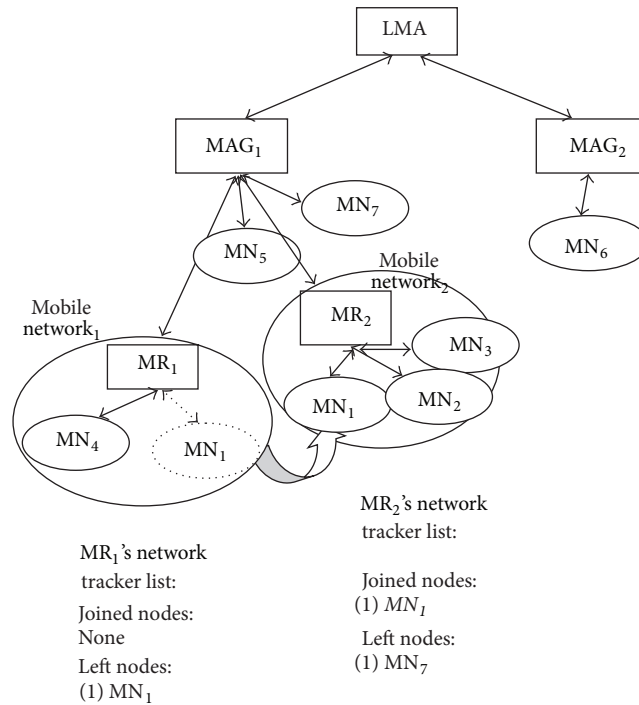 LMA
MAG₁
MAG₂
MN₇
MN₅
MN₆
Mobile
network₂
Mobile
network₁
MR₂
MR₁
MN₃
MN₁
MN₂
MN₄
MN₁
MR₂'s network
tracker list:
Joined nodes:
(1) MN₁
Left nodes:
(1) MN₇
MR₁'s network
tracker list:
Joined nodes:
None
Left nodes:
(1) MN₁